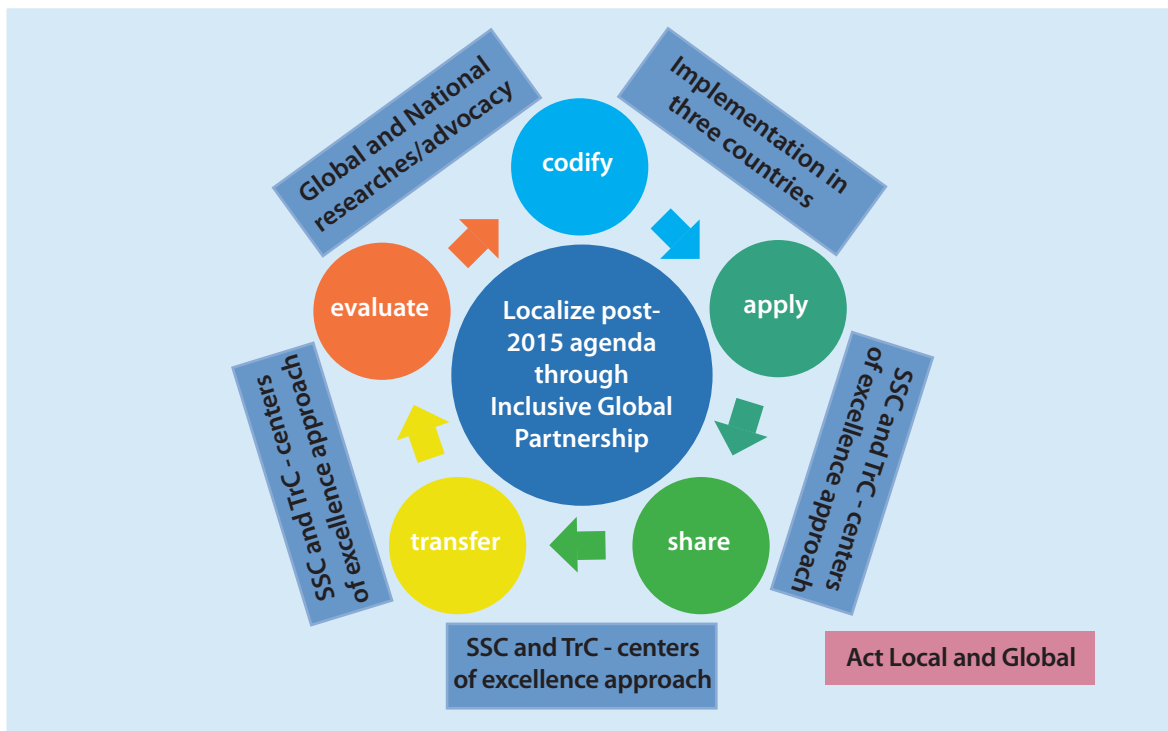 Global and National
researches/advocacy
codify
Implementation in
three countries
evaluate
apply
Localize post-
2015 agenda
through
Inclusive Global
Partnership
SSC and TrC - centers
of excellence approach
SSC and TrC - centers
of excellence approach
transfer
share
SSC and TrC - centers
of excellence approach
Act Local and Global